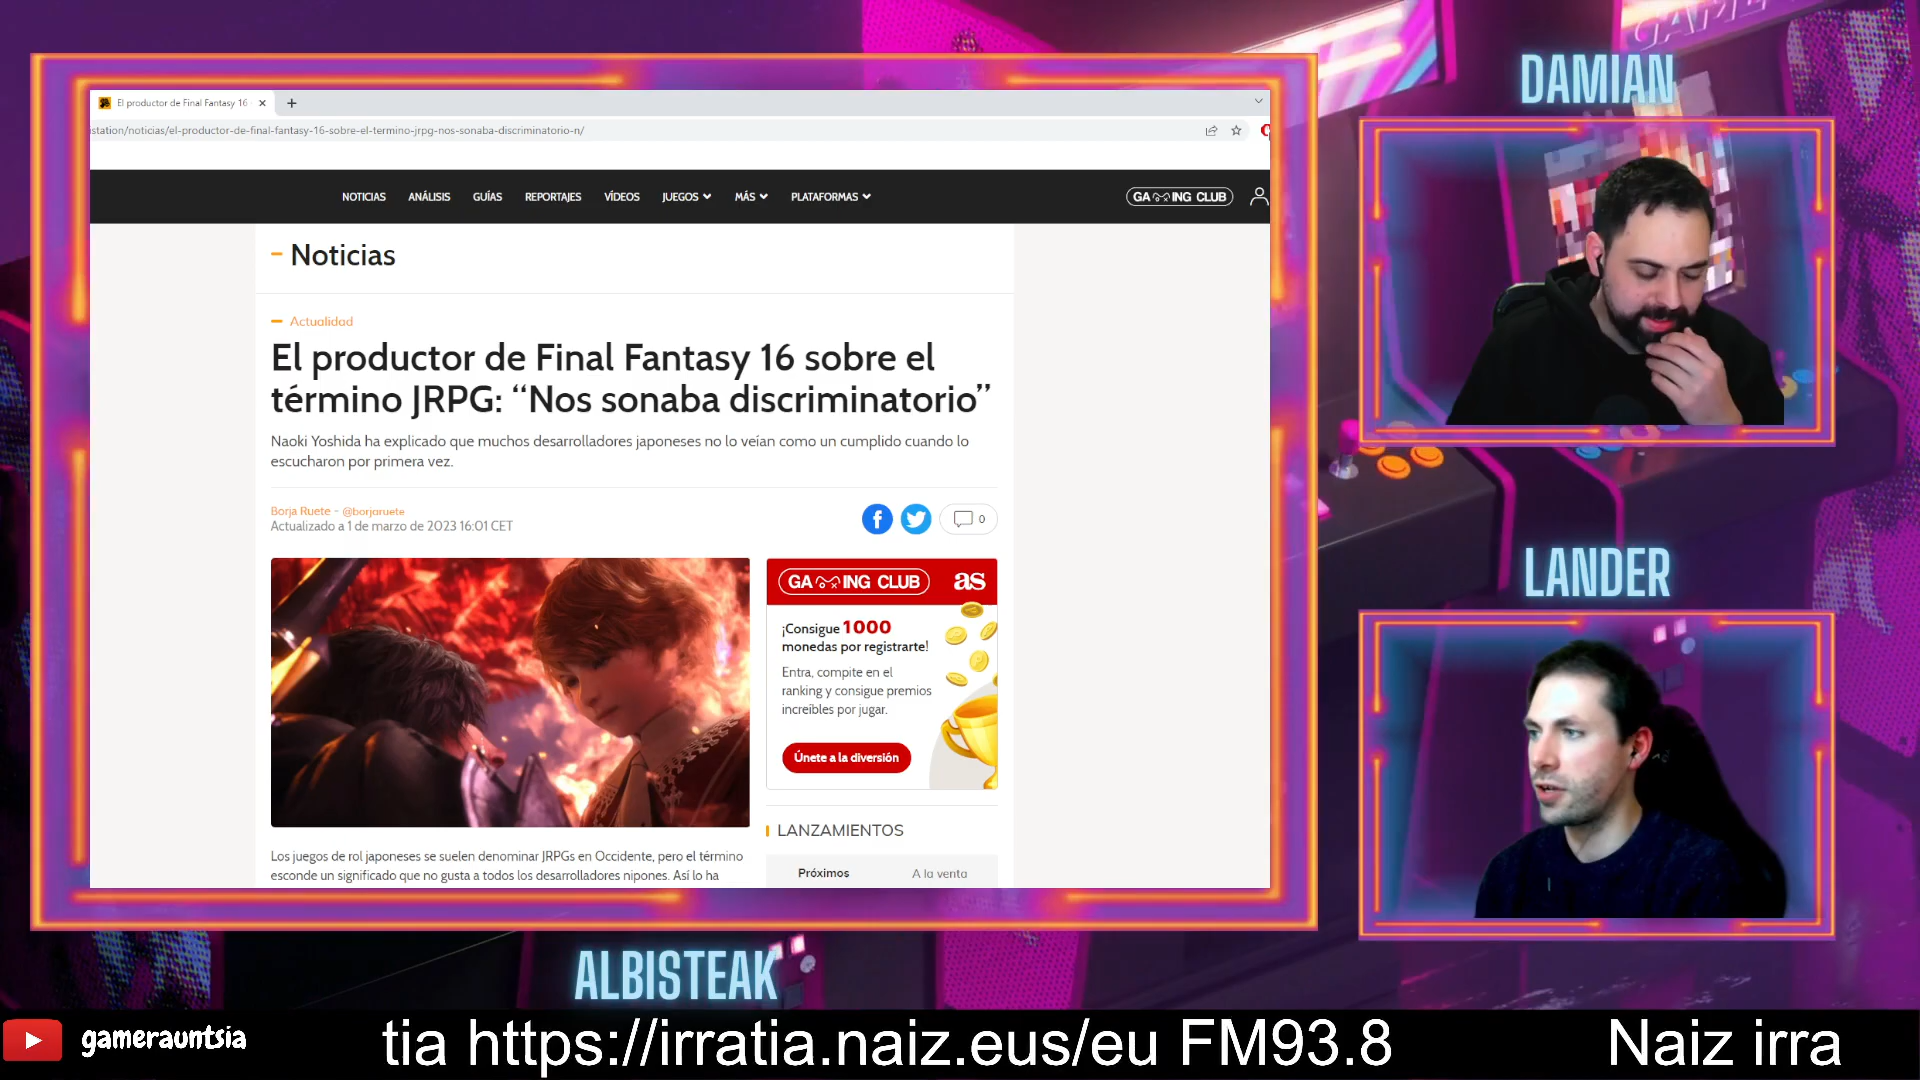 GAME
DAMIAN
El productor de Final Fantasy 16
station/noticias/el-productor-de-final-fantasy-16-sobre-el-termino-jrpg-nos-sonaba-discriminatorio-n/
NOTICIAS ANÁLISIS GUÍAS REPORTAJES VÍDEOS JUEGOS MÁS PLATAFORMAS
GAMING CLUB
Noticias
Actualidad
El productor de Final Fantasy 16 sobre el
término JRPG: “Nos sonaba discriminatorio”
Naoki Yoshida ha explicado que muchos desarrolladores japoneses no lo veían como un cumplido cuando lo
escucharon por primera vez.
Borja Ruete - @borjaruete
Actualizado a 1 de marzo de 2023 16:01 CET
0
GAMING CLUB as
¡Consigue 1000
monedas por registrarte!
Entra, compite en el
ranking y consigue premios
increíbles por jugar.
Únete a la diversión
LANZAMIENTOS
Próximos A la venta
Los juegos de rol japoneses se suelen denominar JRPGs en Occidente, pero el término
esconde un significado que no gusta a todos los desarrolladores nipones. Así lo ha
LANDER
ALBISTEAK
gamerauntsia
tia https://irratia.naiz.eus/eu FM93.8 Naiz irra